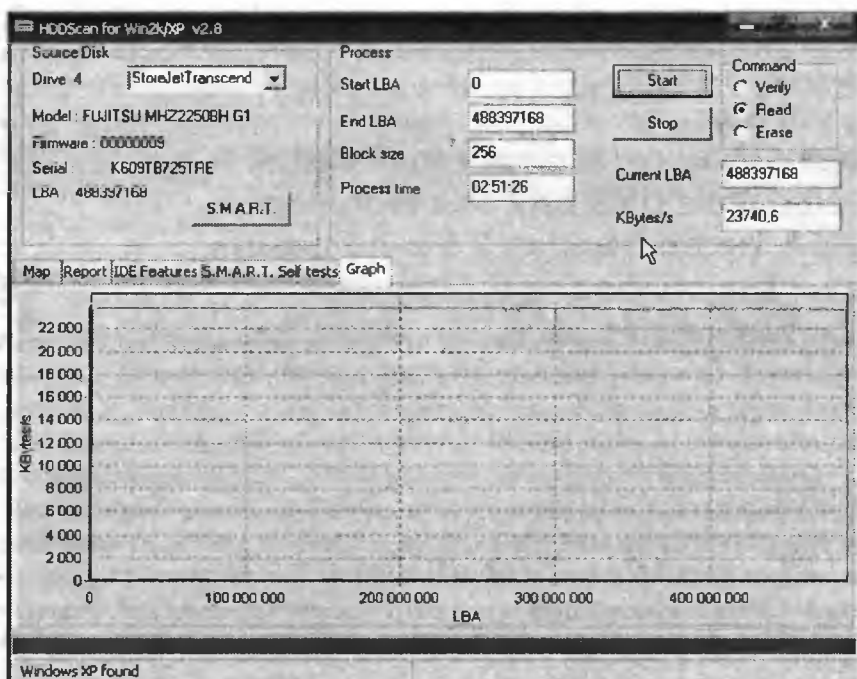 HDDScan for Win2k/XP v2.8
Source Disk
Drive 4 StoreJetTranscend
Model : FUJITSU MHZ2250BH G1
Firmware : 00000009
Serial : K609TB725TRE
LBA : 488397168
S.M.A.R.T.
Process
Start LBA 0
End LBA 488397168
Block size 256
Process time 02:51:26
Start
Stop
Command
Verify
Read
Erase
Current LBA 488397168
KBytes/s 23740,6
Map Report IDE Features S.M.A.R.T. Self tests Graph
22 000
20 000
18 000
16 000
14 000
12 000
10 000
8 000
6 000
4 000
2 000
0
KBytes/s
0 100 000 000 200 000 000 300 000 000 400 000 000
LBA
Windows XP found